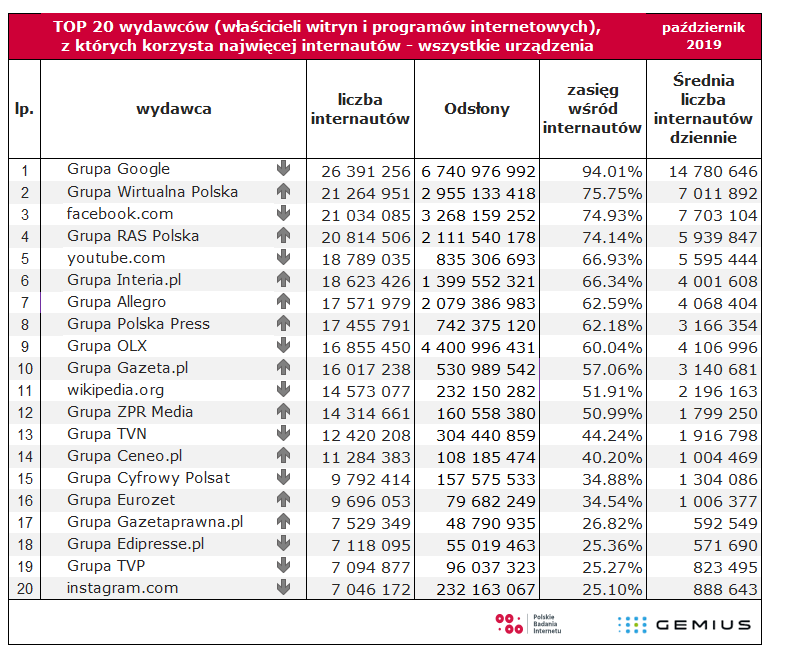 TOP 20 wydawców (właścicieli witryn i programów internetowych),
z których korzysta najwięcej internautów - wszystkie urządzenia
październik
2019
lp.
wydawca
liczba
internautów
Odsłony
zasięg
wśród
internautów
Średnia
liczba
internautów
dziennie
1 Grupa Google 26 391 256 6 740 976 992 94.01% 14 780 646
2 Grupa Wirtualna Polska 21 264 951 2 955 133 418 75.75% 7 011 892
3 facebook.com 21 034 085 3 268 159 252 74.93% 7 703 104
4 Grupa RAS Polska 20 814 506 2 111 540 178 74.14% 5 939 847
5 youtube.com 18 789 035 835 306 693 66.93% 5 595 444
6 Grupa Interia.pl 18 623 426 1 399 552 321 66.34% 4 001 608
7 Grupa Allegro 17 571 979 2 079 386 983 62.59% 4 068 404
8 Grupa Polska Press 17 455 791 742 375 120 62.18% 3 166 354
9 Grupa OLX 16 855 450 4 400 996 431 60.04% 4 106 996
10 Grupa Gazeta.pl 16 017 238 530 989 542 57.06% 3 140 681
11 wikipedia.org 14 573 077 232 150 282 51.91% 2 196 163
12 Grupa ZPR Media 14 314 661 160 558 380 50.99% 1 799 250
13 Grupa TVN 12 420 208 304 440 859 44.24% 1 916 798
14 Grupa Ceneo.pl 11 284 383 108 185 474 40.20% 1 004 469
15 Grupa Cyfrowy Polsat 9 792 414 157 575 533 34.88% 1 304 086
16 Grupa Eurozet 9 696 053 79 682 249 34.54% 1 006 377
17 Grupa Gazetaprawna.pl 7 529 349 48 790 935 26.82% 592 549
18 Grupa Edipresse.pl 7 118 095 55 019 463 25.36% 571 690
19 Grupa TVP 7 094 877 96 037 323 25.27% 823 495
20 instagram.com 7 046 172 232 163 067 25.10% 888 643
Polskie
Badania
Internetu
GEMIUS